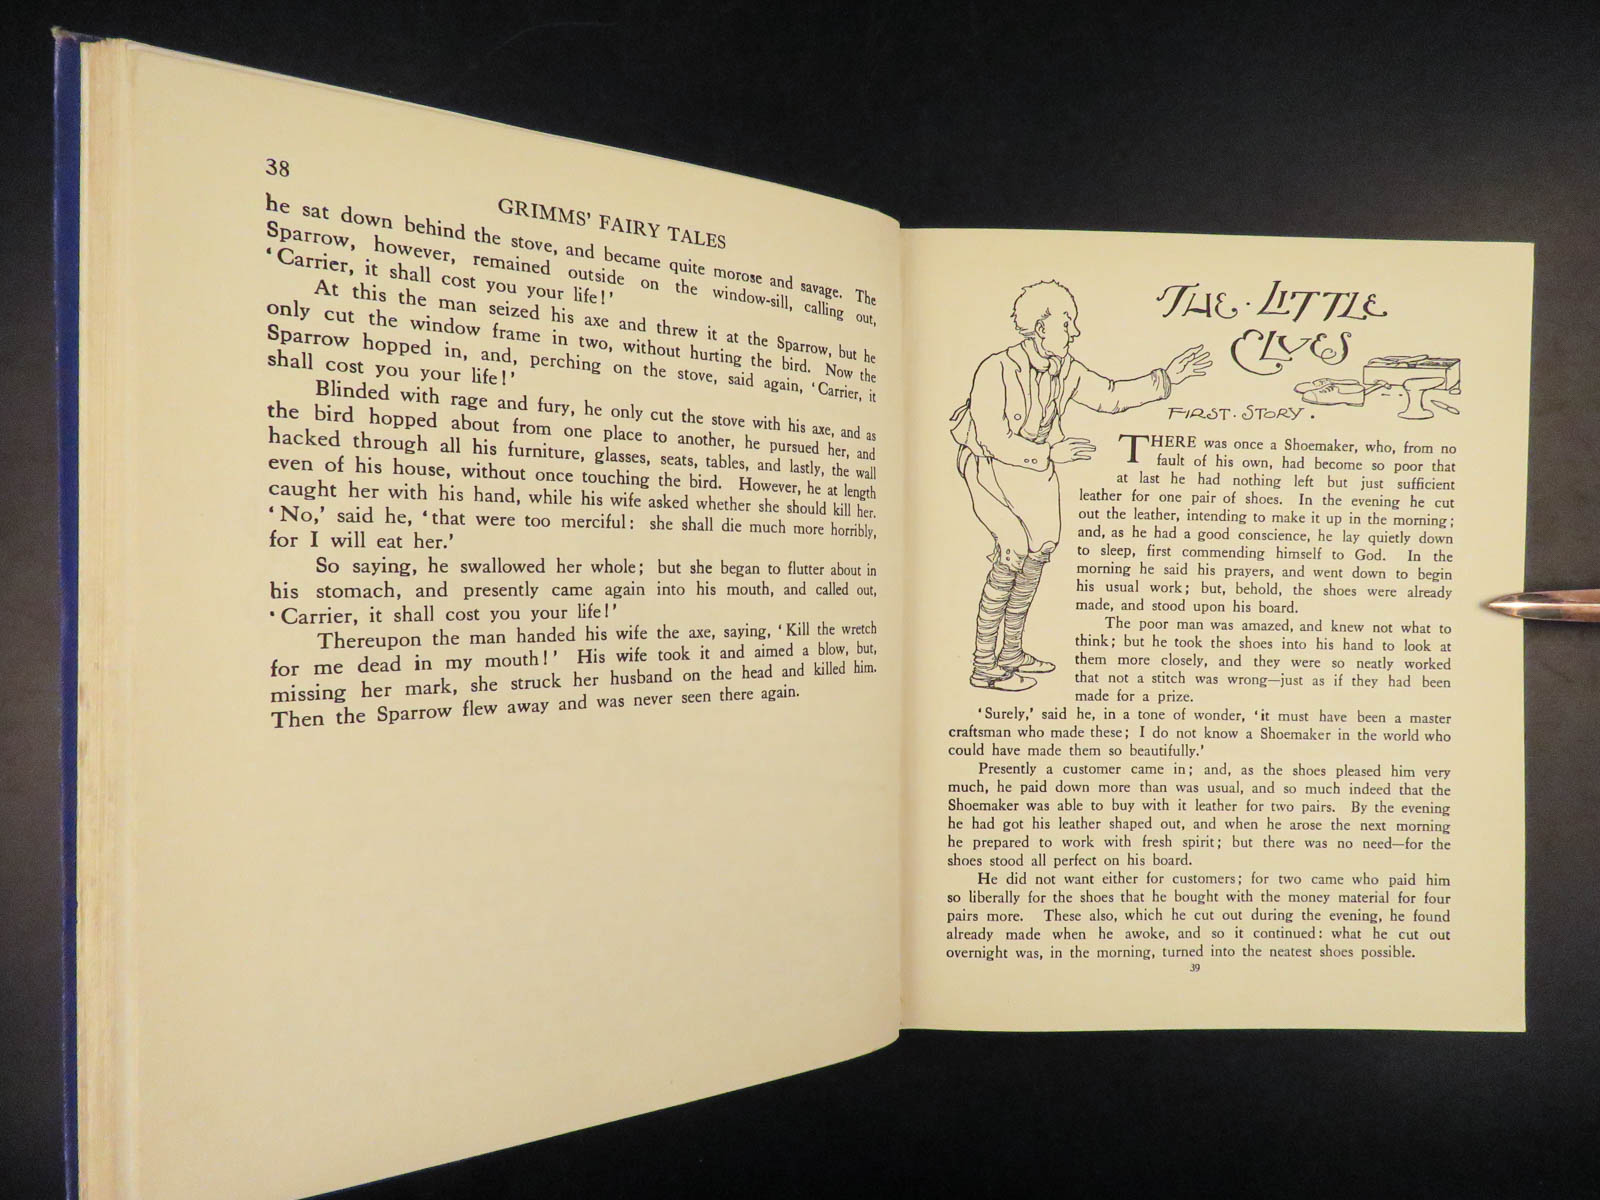 38
GRIMMS' FAIRY TALES
he sat down behind the stove, and became quite morose and savage. The
Sparrow, however, remained outside on the window-sill, calling out,
'Carrier, it shall cost you your life!'
At this the man seized his axe and threw it at the Sparrow, but he
only cut the window frame in two, without hurting the bird. Now the
Sparrow hopped in, and, perching on the stove, said again, 'Carrier, it
shall cost you your life!'
Blinded with rage and fury, he only cut the stove with his axe, and as
the bird hopped about from one place to another, he pursued her, and
hacked through all his furniture, glasses, seats, tables, and lastly, the wall
even of his house, without once touching the bird. However, he at length
caught her with his hand, while his wife asked whether she should kill her.
'No,' said he, 'that were too merciful: she shall die much more horribly,
for I will eat her.'
So saying, he swallowed her whole; but she began to flutter about in
his stomach, and presently came again into his mouth, and called out,
'Carrier, it shall cost you your life!'
Thereupon the man handed his wife the axe, saying, 'Kill the wretch
for me dead in my mouth!' His wife took it and aimed a blow, but,
missing her mark, she struck her husband on the head and killed him.
Then the Sparrow flew away and was never seen there again.
THE · LITTLE
ELVES
FIRST · STORY .
THERE was once a Shoemaker, who, from no
fault of his own, had become so poor that
at last he had nothing left but just sufficient
leather for one pair of shoes. In the evening he cut
out the leather, intending to make it up in the morning;
and, as he had a good conscience, he lay quietly down
to sleep, first commending himself to God. In the
morning he said his prayers, and went down to begin
his usual work; but, behold, the shoes were already
made, and stood upon his board.
The poor man was amazed, and knew not what to
think; but he took the shoes into his hand to look at
them more closely, and they were so neatly worked
that not a stitch was wrong—just as if they had been
made for a prize.
'Surely,' said he, in a tone of wonder, 'it must have been a master
craftsman who made these; I do not know a Shoemaker in the world who
could have made them so beautifully.'
Presently a customer came in; and, as the shoes pleased him very
much, he paid down more than was usual, and so much indeed that the
Shoemaker was able to buy with it leather for two pairs. By the evening
he had got his leather shaped out, and when he arose the next morning
he prepared to work with fresh spirit; but there was no need—for the
shoes stood all perfect on his board.
He did not want either for customers; for two came who paid him
so liberally for the shoes that he bought with the money material for four
pairs more. These also, which he cut out during the evening, he found
already made when he awoke, and so it continued: what he cut out
overnight was, in the morning, turned into the neatest shoes possible.
39